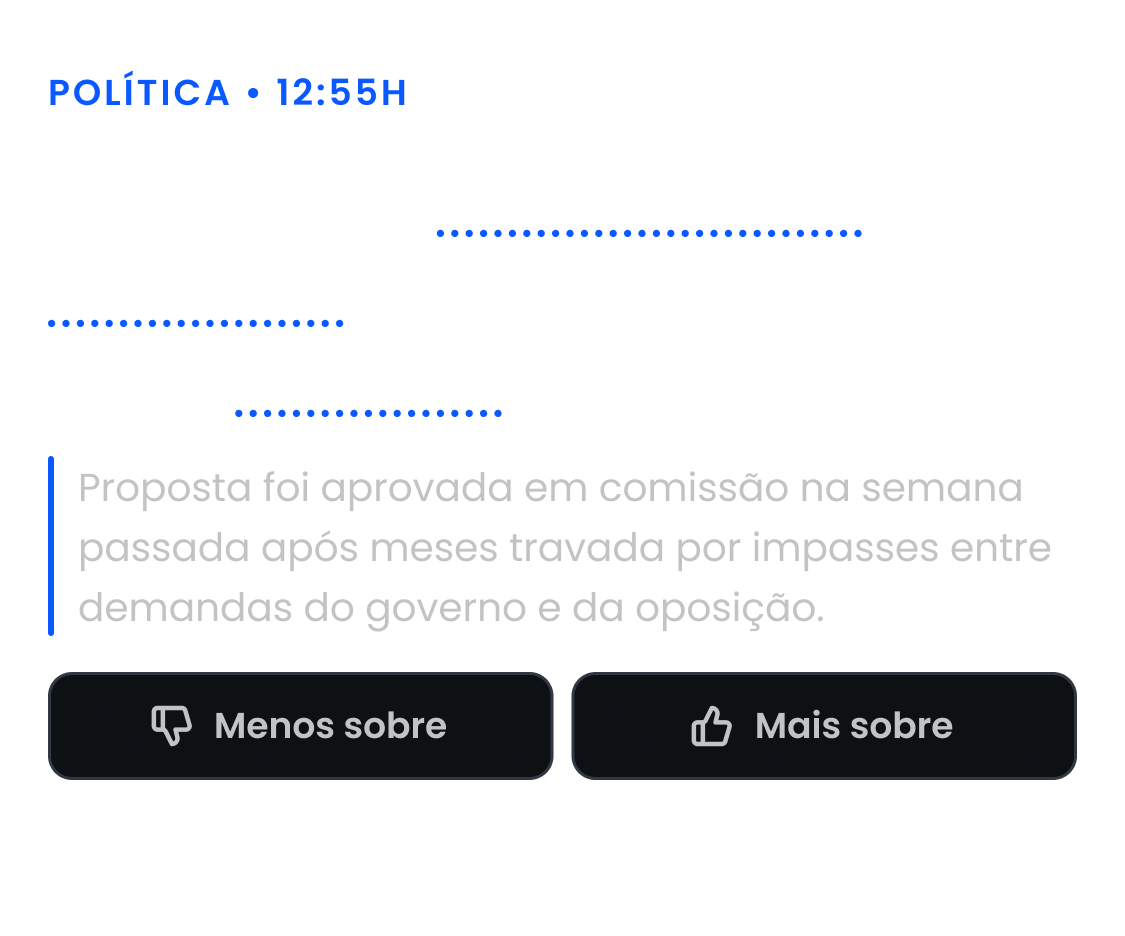 POLÍTICA • 12:55H
Proposta foi aprovada em comissão na semana
passada após meses travada por impasses entre
demandas do governo e da oposição.
Menos sobre
Mais sobre